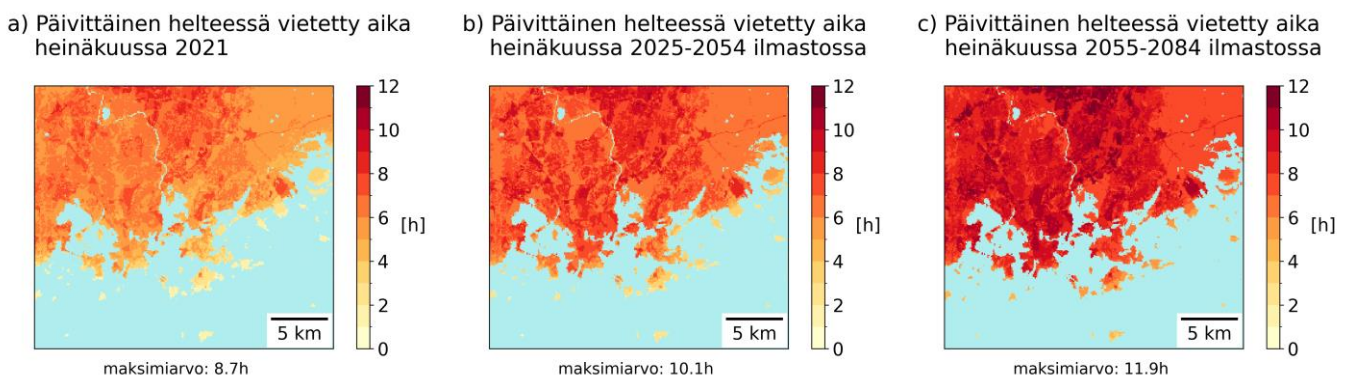 a) Päivittäinen helteessä vietetty aika
heinäkuussa 2021
12
10
8
6
4
2
0
[h]
5 km
maksimiarvo: 8.7h
b) Päivittäinen helteessä vietetty aika
heinäkuussa 2025-2054 ilmastossa
12
10
8
6
4
2
0
[h]
5 km
maksimiarvo: 10.1h
c) Päivittäinen helteessä vietetty aika
heinäkuussa 2055-2084 ilmastossa
12
10
8
6
4
2
0
[h]
5 km
maksimiarvo: 11.9h